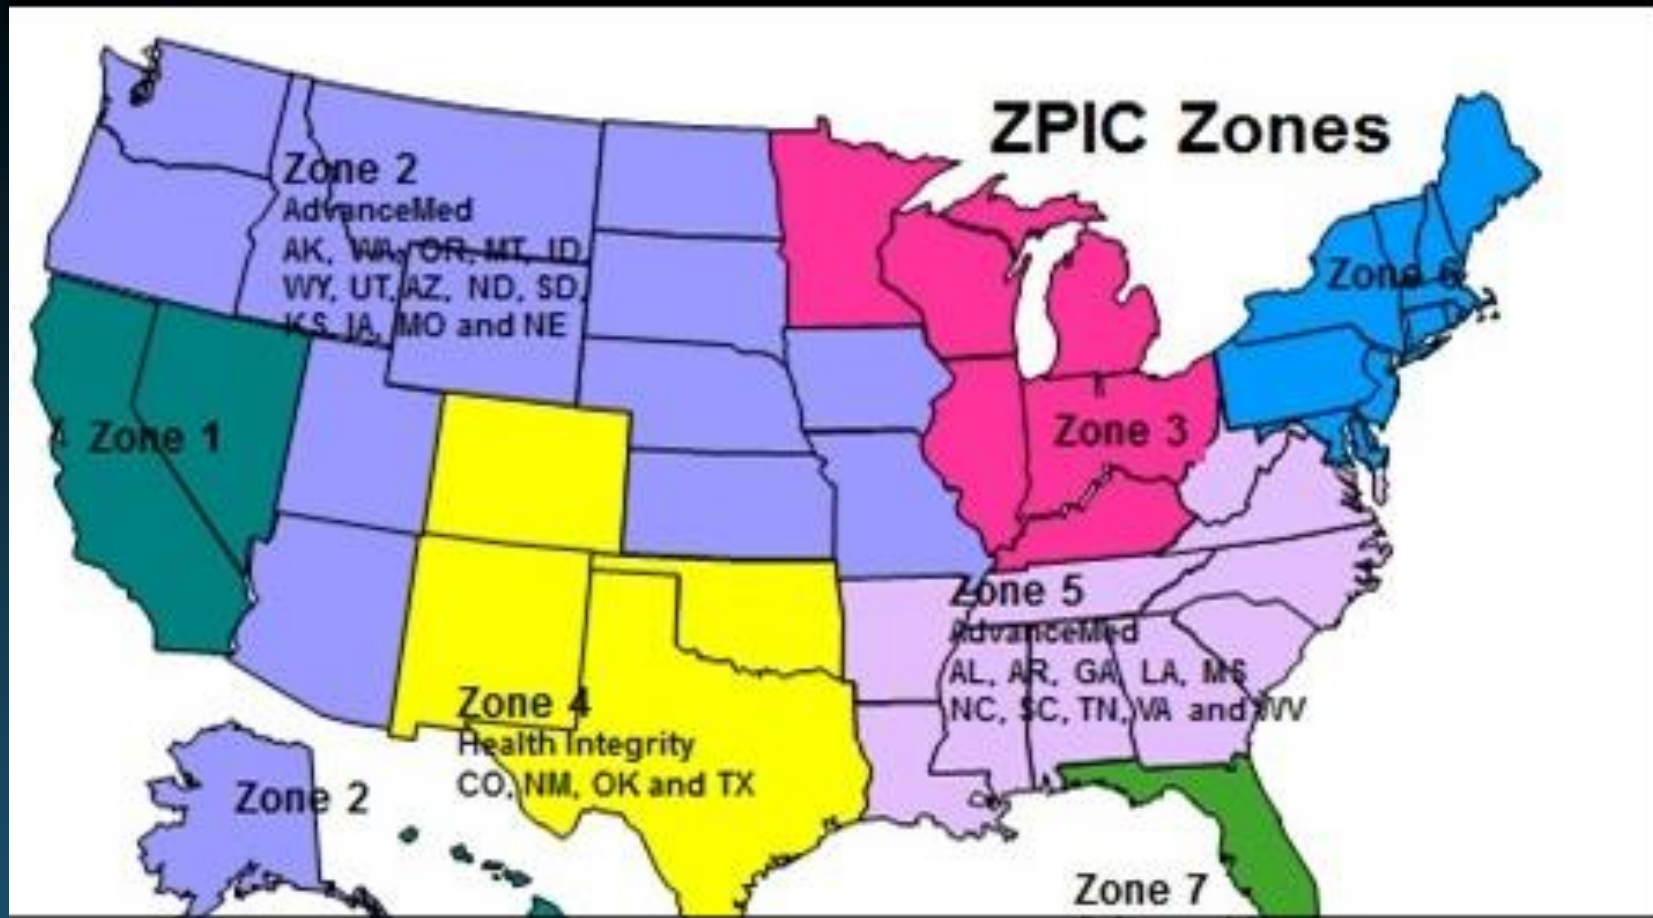 ZPIC Zones
Zone 2
AdvanceMed
AK, WA, OR, MT, ID,
WY, UT, AZ, ND, SD,
KS, IA, MO and NE
Zone 6
Zone 1
Zone 3
Zone 5
AdvanceMed
AL, AR, GA, LA, MS
NC, SC, TN, VA and WV
Zone 4
Health Integrity
CO, NM, OK and TX
Zone 2
Zone 7